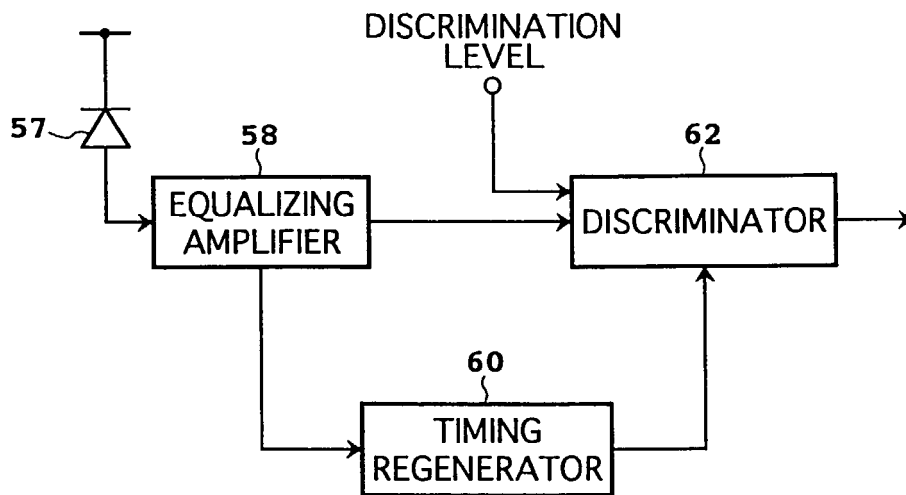 DISCRIMINATION
LEVEL
57
58
62
EQUALIZING
AMPLIFIER
DISCRIMINATOR
60
TIMING
REGENERATOR